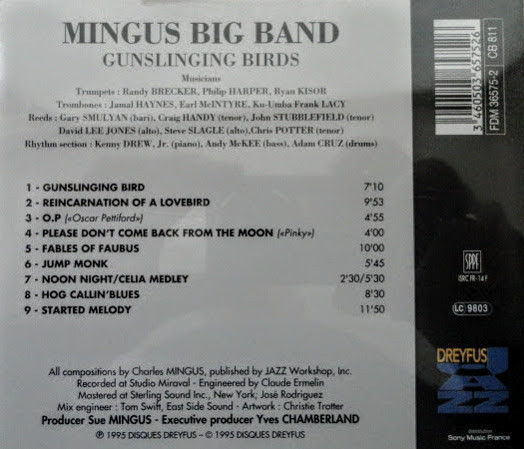 MINGUS BIG BAND
GUNSLINGING BIRDS
Musicians
Trumpets : Randy BRECKER, Philip HARPER, Ryan KISOR
Trombones : Jamal HAYNES, Earl McINTYRE, Ku-Umba Frank LACY
Reeds : Gary SMULYAN (bari), Craig HANDY (tenor), John STUBBLEFIELD (tenor)
David LEE JONES (alto), Steve SLAGLE (alto),Chris POTTER (tenor)
Rhythm section : Kenny DREW, Jr. (piano), Andy McKEE (bass), Adam CRUZ (drums)
1 - GUNSLINGING BIRD 7'10
2 - REINCARNATION OF A LOVEBIRD 9'53
3 - O.P («Oscar Pettiford») 4'55
4 - PLEASE DON'T COME BACK FROM THE MOON («Pinky») 4'00
5 - FABLES OF FAUBUS 10'00
6 - JUMP MONK 5'45
7 - NOON NIGHT/CELIA MEDLEY 2'30/5'30
8 - HOG CALLIN'BLUES 8'30
9 - STARTED MELODY 11'50
All compositions by Charles MINGUS, published by JAZZ Workshop, Inc.
Recorded at Studio Miraval - Engineered by Claude Ermelin
Mastered at Sterling Sound Inc., New York, José Rodriguez
Mix engineer : Tom Swift, East Side Sound - Artwork : Christie Trotter
Producer Sue MINGUS - Executive producer Yves CHAMBERLAND
℗ 1995 DISQUES DREYFUS – © 1995 DISQUES DREYFUS
3 460503 657526
FDM 36575-2 CB 811
SPPF
ISRC FR-14 F
LC 9803
DREYFUS
JAZZ
distribution
Sony Music France